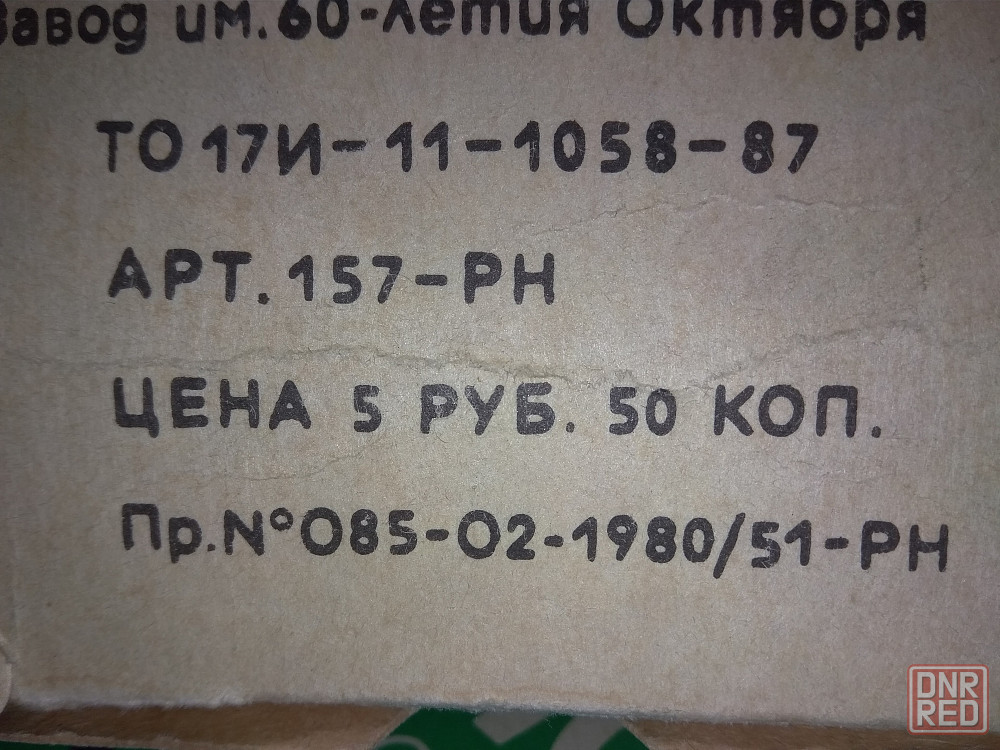 Завод им.60-летия Октября
ТО 17И-11-1058-87
АРТ. 157-РН
ЦЕНА 5 РУБ. 50 КОП.
Пр.N°085-02-1980/51-РН
DNR
RED